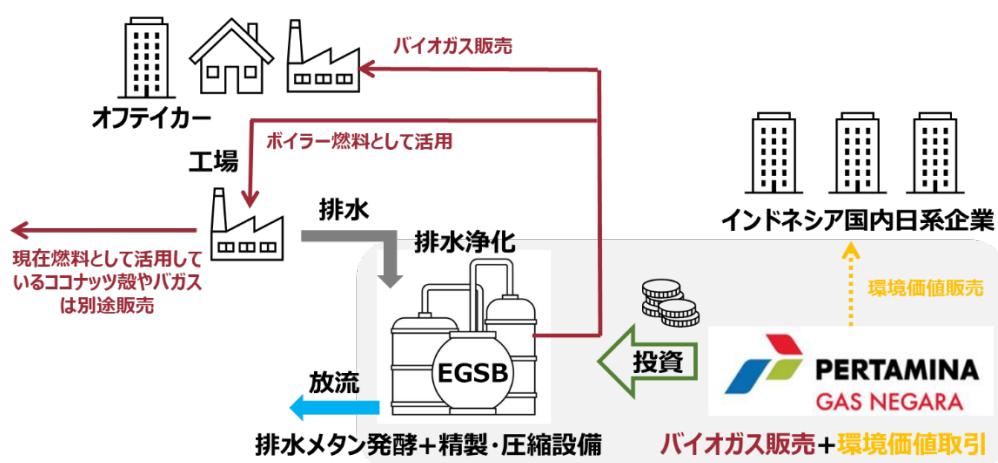 バイオガス販売
オフテイカー
ボイラー燃料として活用
工場
排水
インドネシア国内日系企業
現在燃料として活用して
いるココナッツ殻やバガス
は別途販売
排水浄化
環境価値販売
EGSB
投資
PERTAMINA
GAS NEGARA
放流
排水メタン発酵+精製・圧縮設備
バイオガス販売+環境価値取引